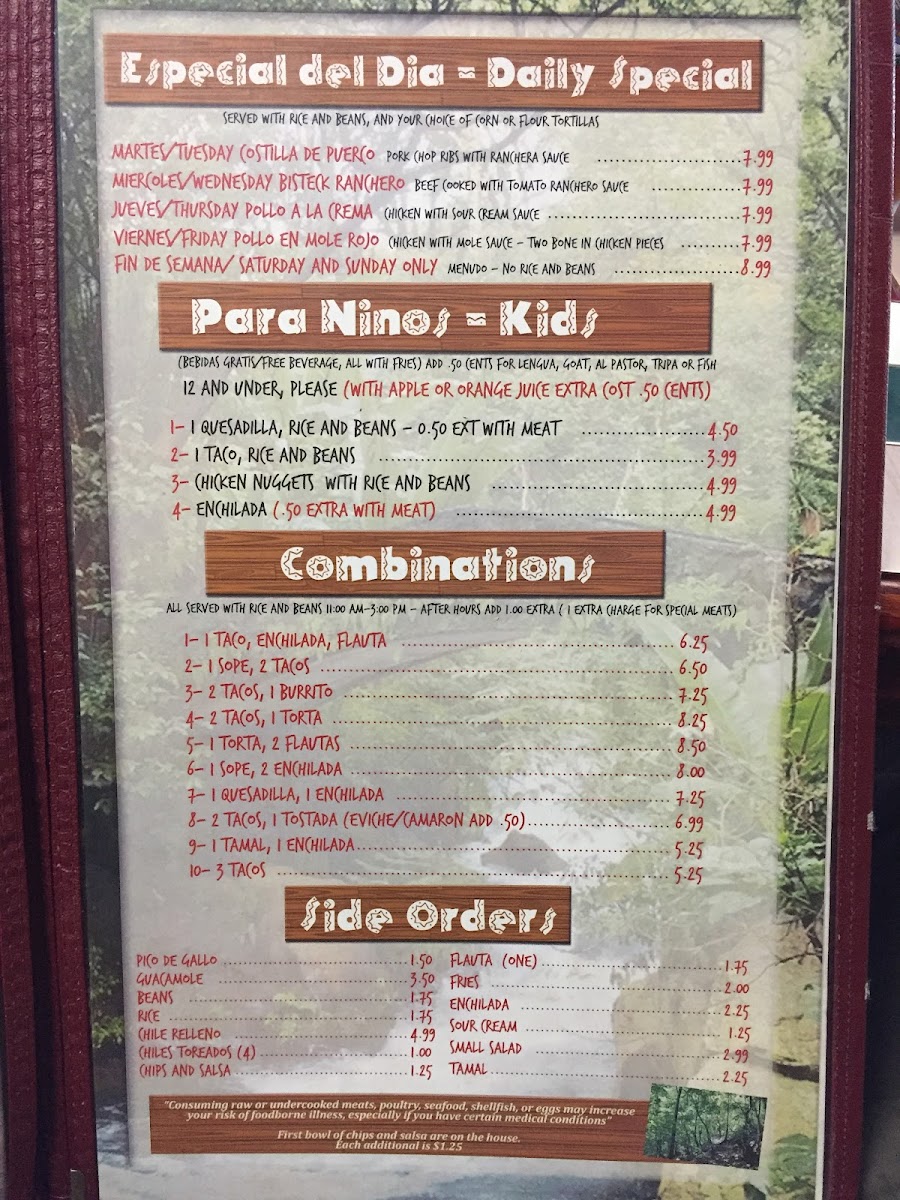 Especial del Dia - Daily Special
SERVED WITH RICE AND BEANS, AND YOUR CHOICE OF CORN OR FLOUR TORTILLAS
MARTES/TUESDAY COSTILLA DE PUERCO PORK CHOP RIBS WITH RANCHERA SAUCE ........................7.99
MIERCOLES/WEDNESDAY BISTECK RANCHERO BEEF COOKED WITH TOMATO RANCHERO SAUCE ...............7.99
JUEVES/THURSDAY POLLO A LA CREMA CHICKEN WITH SOUR CREAM SAUCE ................................7.99
VIERNES/FRIDAY POLLO EN MOLE ROJO CHICKEN WITH MOLE SAUCE - TWO BONE IN CHICKEN PIECES ..........7.99
FIN DE SEMANA/ SATURDAY AND SUNDAY ONLY MENUDO - NO RICE AND BEANS .....................8.99
Para Ninos - Kids
(BEBIDAS GRATIS/FREE BEVERAGE, ALL WITH FRIES) ADD .50 CENTS FOR LENGUA, GOAT, AL PASTOR, TRIPA OR FISH
12 AND UNDER, PLEASE (WITH APPLE OR ORANGE JUICE EXTRA COST .50 CENTS)
1- 1 QUESADILLA, RICE AND BEANS - 0.50 EXT WITH MEAT .....................4.50
2- 1 TACO, RICE AND BEANS .......................................................3.99
3- CHICKEN NUGGETS WITH RICE AND BEANS ....................................4.99
4- ENCHILADA (.50 EXTRA WITH MEAT) ..........................................4.99
Combinations
ALL SERVED WITH RICE AND BEANS 11:00 AM-3:00 PM - AFTER HOURS ADD 1.00 EXTRA ( 1 EXTRA CHARGE FOR SPECIAL MEATS)
1- 1 TACO, ENCHILADA, FLAUTA ................................................ 6.25
2- 1 SOPE, 2 TACOS .............................................................. 6.50
3- 2 TACOS, 1 BURRITO .......................................................... 7.25
4- 2 TACOS, 1 TORTA ............................................................ 8.25
5- 1 TORTA, 2 FLAUTAS ......................................................... 8.50
6- 1 SOPE, 2 ENCHILADA ........................................................ 8.00
7- 1 QUESADILLA, 1 ENCHILADA ................................................ 7.25
8- 2 TACOS, 1 TOSTADA (EVICHE/CAMARON ADD .50)......................... 6.99
9- 1 TAMAL, 1 ENCHILADA........................................................ 5.25
10- 3 TACOS ...................................................................... 5.25
Side Orders
PICO DE GALLO ....................................1.50
GUACAMOLE ....................................3.50
BEANS ..........................................1.75
RICE ..............................................1.75
CHILE RELLENO ....................................4.99
CHILES TOREADOS (4) .............................1.00
CHIPS AND SALSA .................................1.25
FLAUTA (ONE) ....................................1.75
FRIES ..............................................2.00
ENCHILADA ........................................2.25
SOUR CREAM ........................................1.25
SMALL SALAD .....................................2.99
TAMAL ............................................2.25
"Consuming raw or undercooked meats, poultry, seafood, shellfish, or eggs may increase
your risk of foodborne illness, especially if you have certain medical conditions"
First bowl of chips and salsa are on the house.
Each additional is $1.25